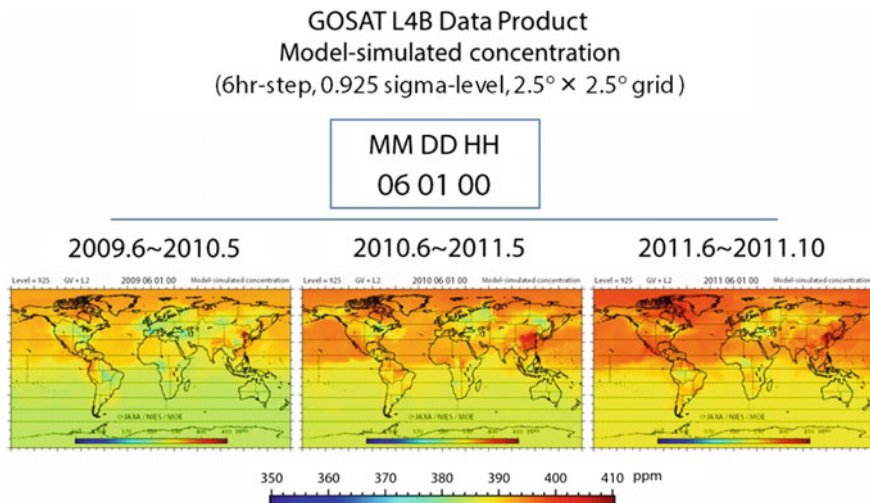 GOSAT L4B Data Product
Model-simulated concentration
(6hr-step, 0.925 sigma-level, 2.5° × 2.5° grid )
MM DD HH
06 01 00
2009.6~2010.5 2010.6~2011.5 2011.6~2011.10
Level = 925 GV + L2 2009 06 01 00 Model-simulated concentration
Level = 925 GV + L2 2010 06 01 00 Model-simulated concentration
Level = 925 GV + L2 2011 06 01 00 Model-simulated concentration
JAXA / NIES / MOE JAXA / NIES / MOE JAXA / NIES / MOE
350 360 370 380 390 400 410 ppm